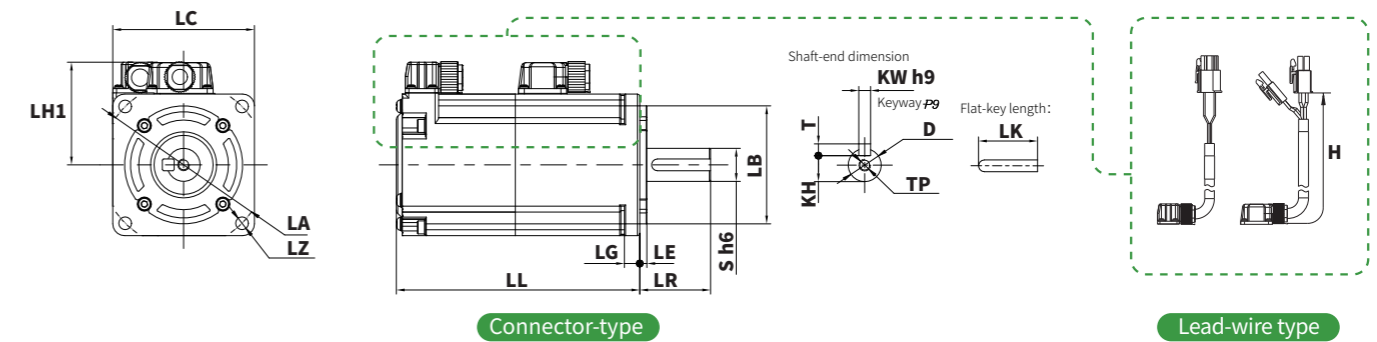 LC
LH1
LA
LZ
LG
LE
LL
LR
S h6
LB
Connector-type
Shaft-end dimension
KW h9
Keyway P9
T
D
KH
TP
Flat-key length:
LK
H
Lead-wire type